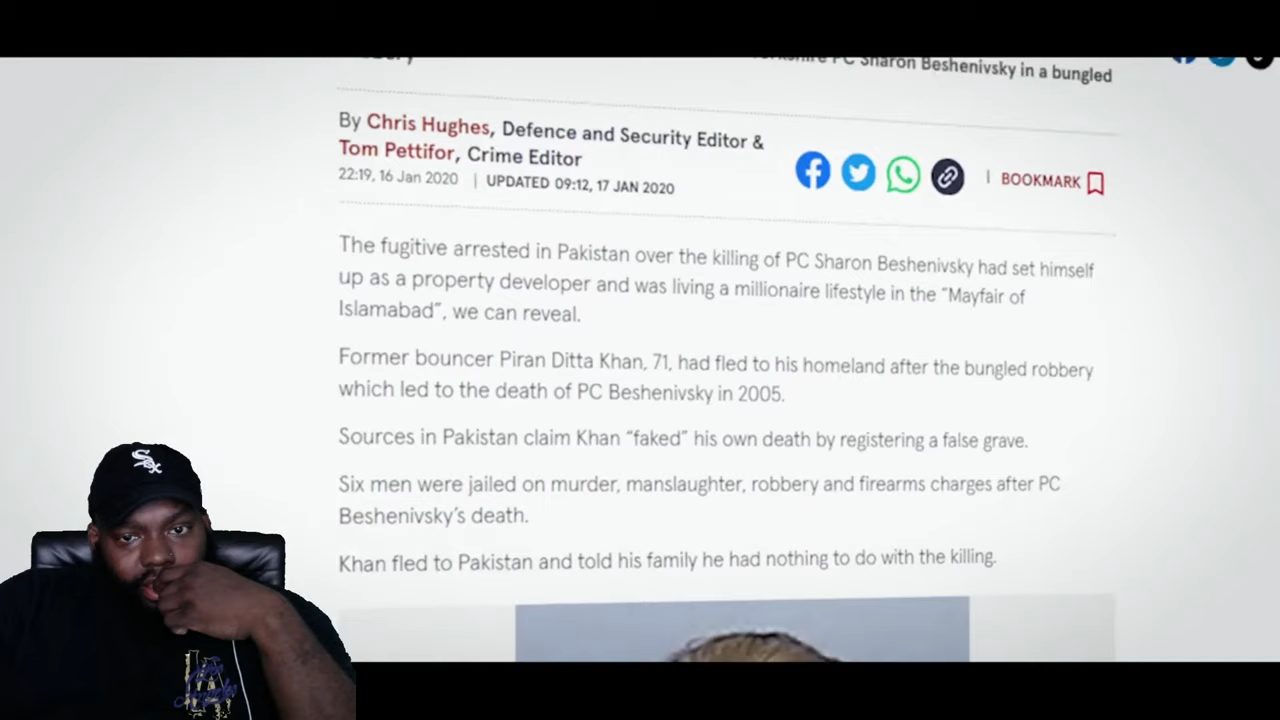 PC Sharon Beshenivsky in a bungled
By Chris Hughes, Defence and Security Editor &
Tom Pettifor, Crime Editor
22:19, 16 Jan 2020 | UPDATED 09:12, 17 JAN 2020
BOOKMARK
The fugitive arrested in Pakistan over the killing of PC Sharon Beshenivsky had set himself
up as a property developer and was living a millionaire lifestyle in the “Mayfair of
Islamabad”, we can reveal.
Former bouncer Piran Ditta Khan, 71, had fled to his homeland after the bungled robbery
which led to the death of PC Beshenivsky in 2005.
Sources in Pakistan claim Khan “faked” his own death by registering a false grave.
Six men were jailed on murder, manslaughter, robbery and firearms charges after PC
Beshenivsky’s death.
Khan fled to Pakistan and told his family he had nothing to do with the killing.
Sox